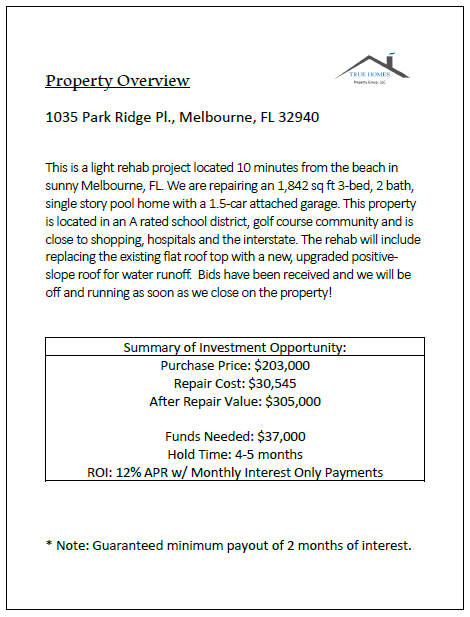 Property Overview
TRUE HOMES
Property Group, LLC
1035 Park Ridge Pl., Melbourne, FL 32940
This is a light rehab project located 10 minutes from the beach in
sunny Melbourne, FL. We are repairing an 1,842 sq ft 3-bed, 2 bath,
single story pool home with a 1.5-car attached garage. This property
is located in an A rated school district, golf course community and is
close to shopping, hospitals and the interstate. The rehab will include
replacing the existing flat roof top with a new, upgraded positive-
slope roof for water runoff.  Bids have been received and we will be
off and running as soon as we close on the property!
Summary of Investment Opportunity:
Purchase Price: $203,000
Repair Cost: $30,545
After Repair Value: $305,000
Funds Needed: $37,000
Hold Time: 4-5 months
ROI: 12% APR w/ Monthly Interest Only Payments
* Note: Guaranteed minimum payout of 2 months of interest.